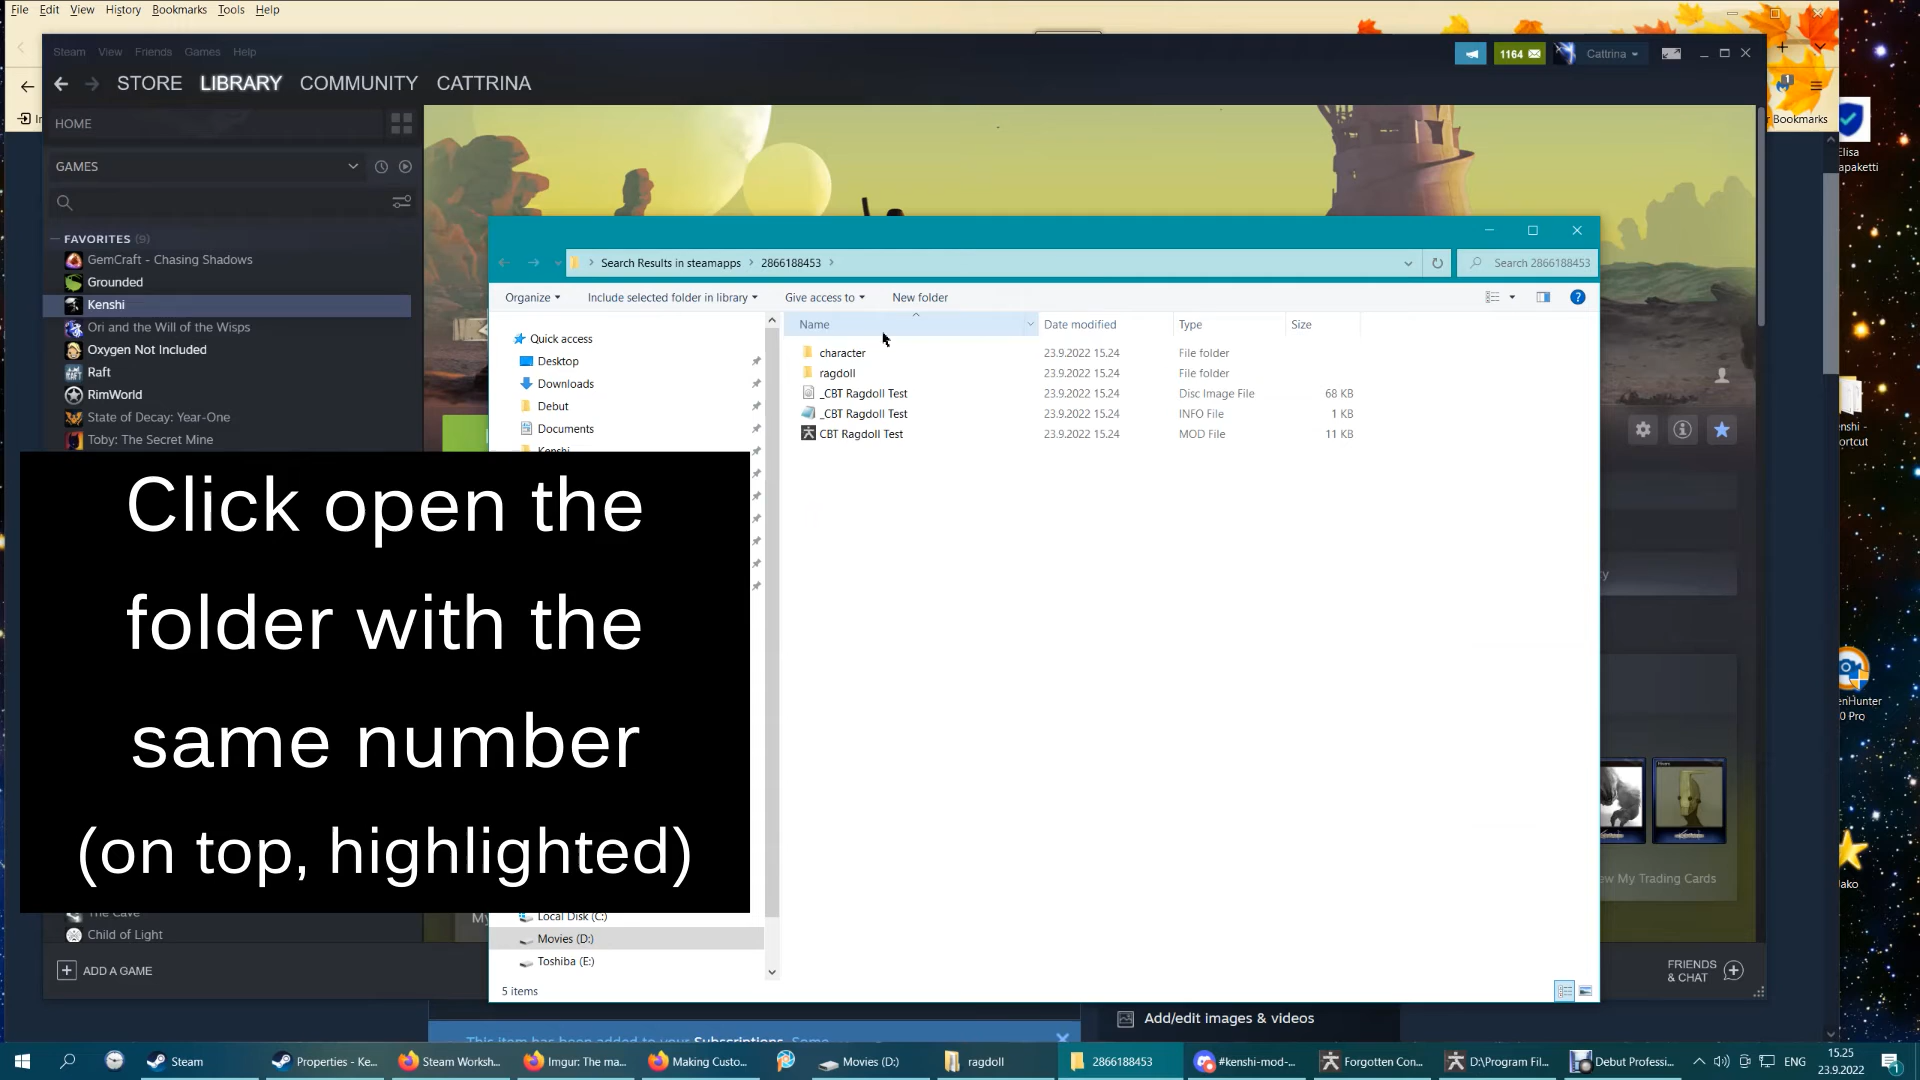 File Edit View History Bookmarks Tools Help
Steam View Friends Games Help
1164
Cattrina
STORE LIBRARY COMMUNITY CATTRINA
Bookmarks
HOME
GAMES
FAVORITES (9)
GemCraft - Chasing Shadows
Grounded
Kenshi
Ori and the Will of the Wisps
Oxygen Not Included
Raft
RimWorld
State of Decay: Year-One
Toby: The Secret Mine
Child of Light
ADD A GAME
Search Results in steamapps 2866188453
Search 2866188453
Organize Include selected folder in library Give access to New folder
Name Date modified Type Size
character 23.9.2022 15.24 File folder
ragdoll 23.9.2022 15.24 File folder
_CBT Ragdoll Test 23.9.2022 15.24 Disc Image File 68 KB
_CBT Ragdoll Test 23.9.2022 15.24 INFO File 1 KB
CBT Ragdoll Test 23.9.2022 15.24 MOD File 11 KB
Quick access
Desktop
Downloads
Debut
Documents
Kenshi
Local Disk (C:)
Movies (D:)
Toshiba (E:)
5 items
Click open the
folder with the
same number
(on top, highlighted)
ew My Trading Cards
FRIENDS
& CHAT
Add/edit images & videos
This item has been added to your Subscriptions. Some
Elisa
apaketti
enshi -
ortcut
enHunter
0 Pro
Jako
Steam
Properties - Ke...
Steam Worksh...
Imgur: The ma...
Making Custo...
Movies (D:)
ragdoll
2866188453
#kenshi-mod-...
Forgotten Con...
D:\Program Fil...
Debut Professi...
ENG
15.25
23.9.2022